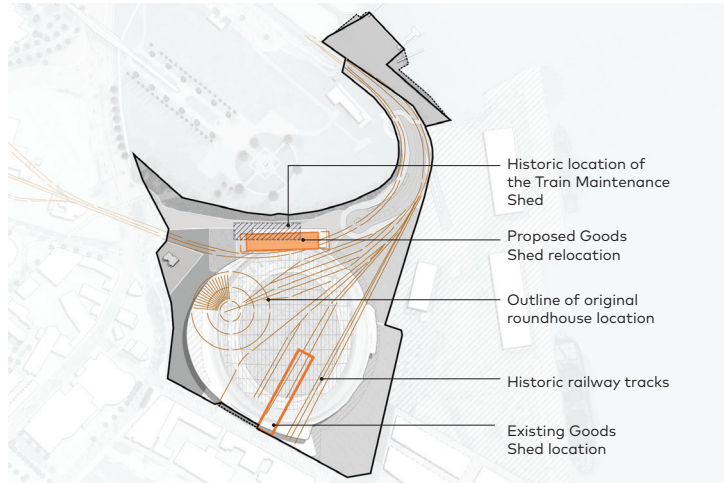 Historic location of
the Train Maintenance
Shed
Proposed Goods
Shed relocation
Outline of original
roundhouse location
Historic railway tracks
Existing Goods
Shed location